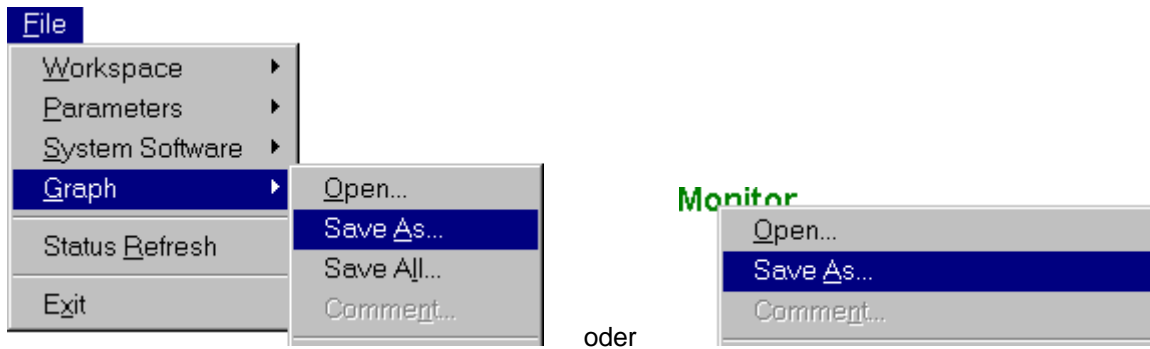 File
Workspace
Parameters
System Software
Graph
Status Refresh
Exit
Open...
Save As...
Save All...
Comment...
oder
Monitor
Open...
Save As...
Comment...